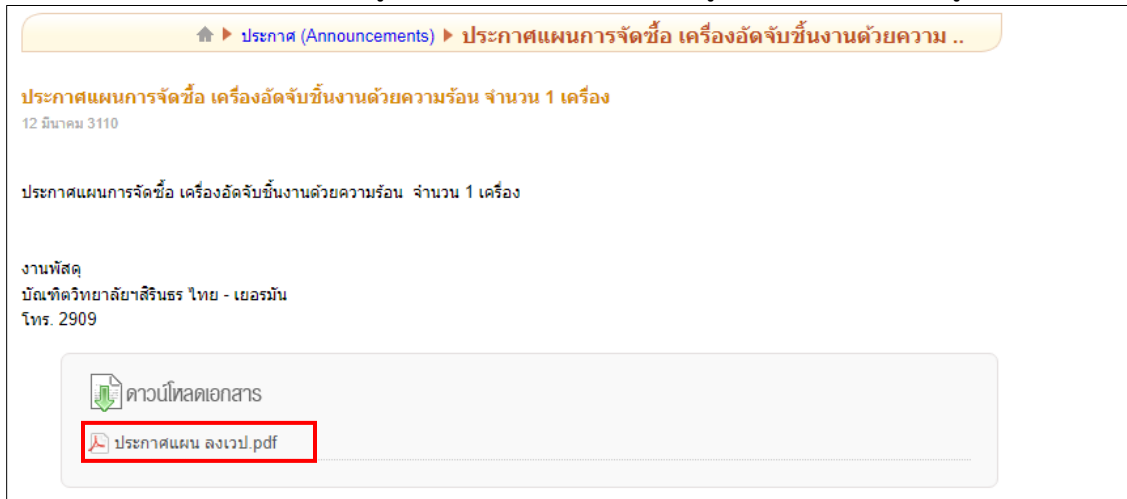 ประกาศ (Announcements) ประกาศแผนการจัดซื้อ เครื่องอัดจับชิ้นงานด้วยความ ..
ประกาศแผนการจัดซื้อ เครื่องอัดจับชิ้นงานด้วยความร้อน จำนวน 1 เครื่อง
12 มีนาคม 3110
ประกาศแผนการจัดซื้อ เครื่องอัดจับชิ้นงานด้วยความร้อน จำนวน 1 เครื่อง
งานพัสดุ
บัณฑิตวิทยาลัยฯสิรินธร ไทย - เยอรมัน
โทร. 2909
ดาวน์โหลดเอกสาร
ประกาศแผน ลงเวป.pdf